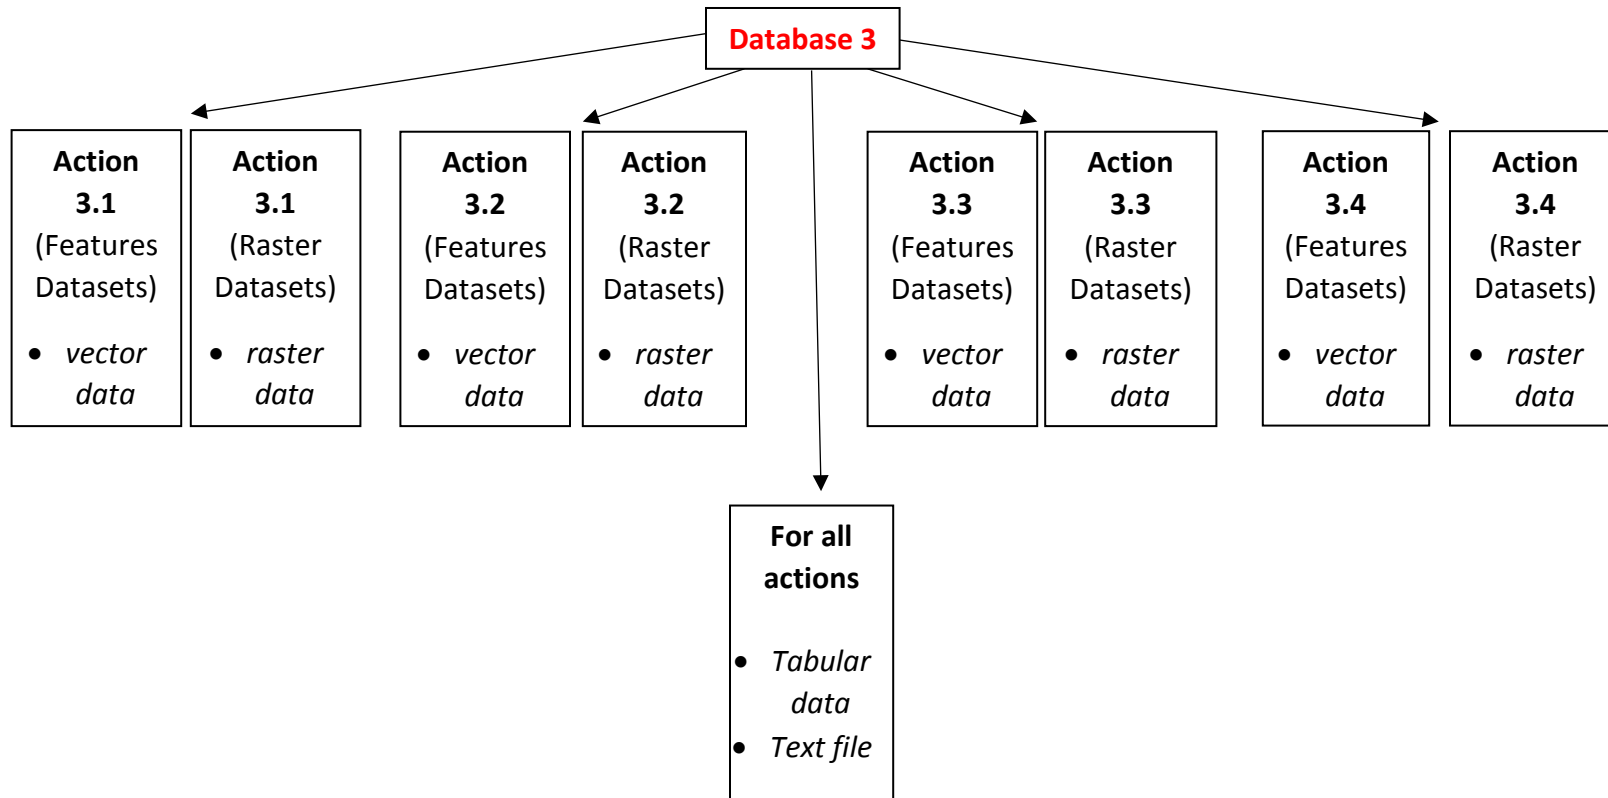 Database 3
Action
3.1
(Features
Datasets)
• vector
data
Action
3.1
(Raster
Datasets)
• raster
data
Action
3.2
(Features
Datasets)
• vector
data
Action
3.2
(Raster
Datasets)
• raster
data
Action
3.3
(Features
Datasets)
• vector
data
Action
3.3
(Raster
Datasets)
• raster
data
Action
3.4
(Features
Datasets)
• vector
data
Action
3.4
(Raster
Datasets)
• raster
data
For all
actions
• Tabular
data
• Text file